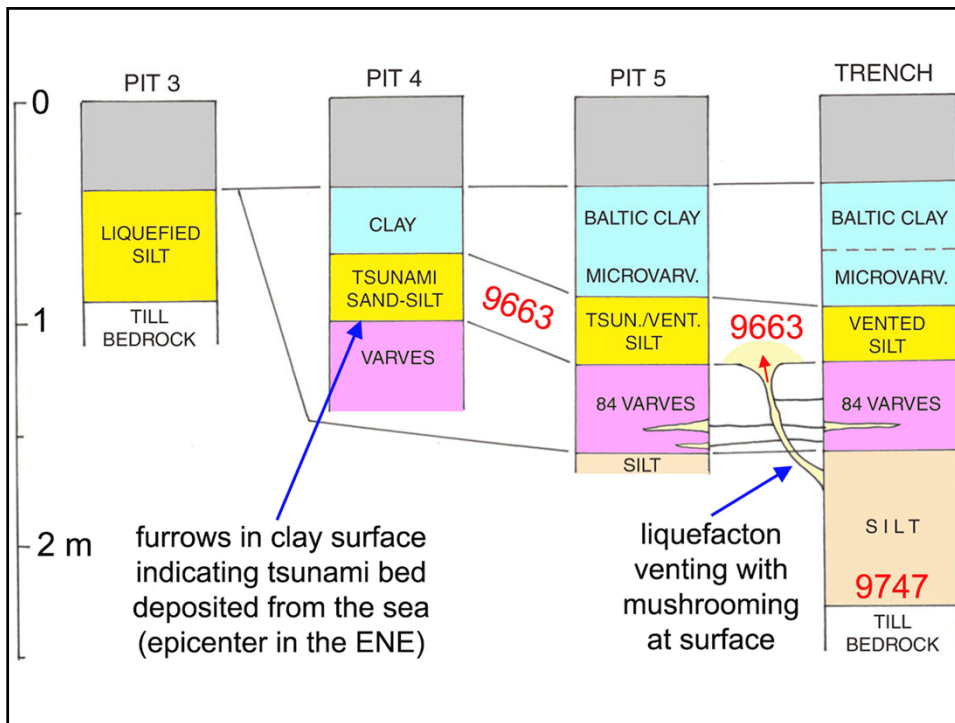 PIT 3
PIT 4
PIT 5
TRENCH
0
1
2 m
LIQUEFIED
SILT
TILL
BEDROCK
CLAY
TSUNAMI
SAND-SILT
VARVES
9663
BALTIC CLAY
MICROVARV.
TSUN./VENT.
SILT
84 VARVES
SILT
9663
BALTIC CLAY
MICROVARV.
VENTED
SILT
84 VARVES
SILT
9747
TILL
BEDROCK
furrows in clay surface
indicating tsunami bed
deposited from the sea
(epicenter in the ENE)
liquefacton
venting with
mushrooming
at surface